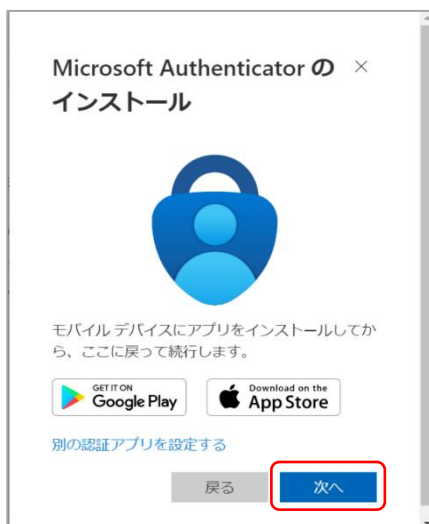 Microsoft Authenticator の
インストール
モバイル デバイスにアプリをインストールしてか
ら、ここに戻って続行します。
GET IT ON
Google Play
Download on the
App Store
別の認証アプリを設定する
戻る
次へ